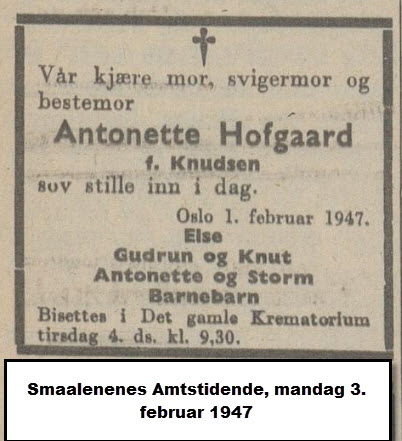 Vår kjære mor, svigermor og
bestemor
Antonette Hofgaard
f. Knudsen
sov stille inn i dag.
Oslo 1. februar 1947.
Else
Gudrun og Knut
Antonette og Storm
Barnebarn
Bisettes i Det gamle Krematorium
tirsdag 4. ds. kl. 9,30.
Smaalenenes Amtstidende, mandag 3.
februar 1947